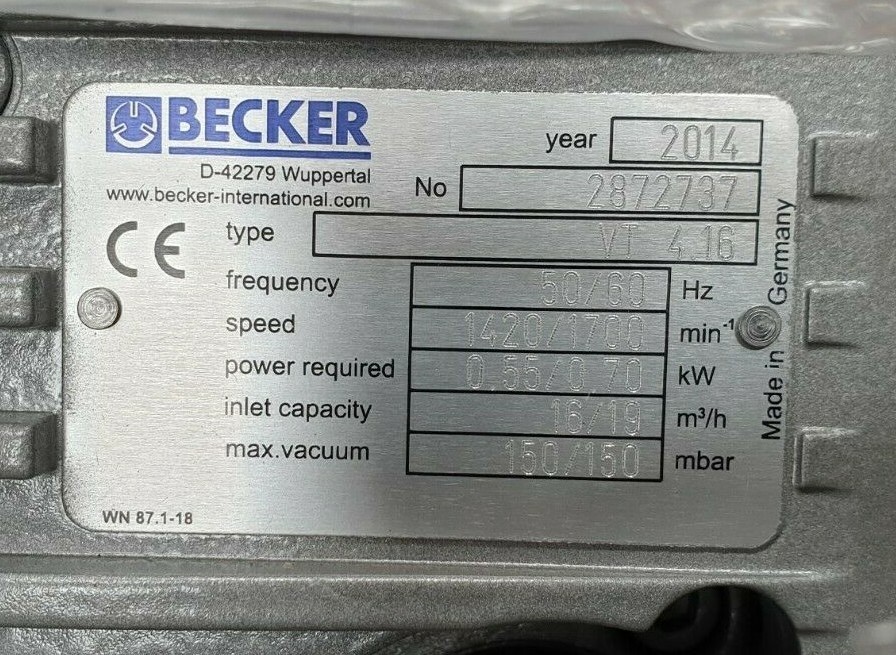 BECKER
D-42279 Wuppertal
www.becker-international.com
year 2014
No 2872737
type VT 4.16
frequency 50/60 Hz
speed 1420/1700 min⁻¹
power required 0.55/0.70 kW
inlet capacity 16/19 m³/h
max.vacuum 150/150 mbar
CE
Made in Germany
WN 87.1-18